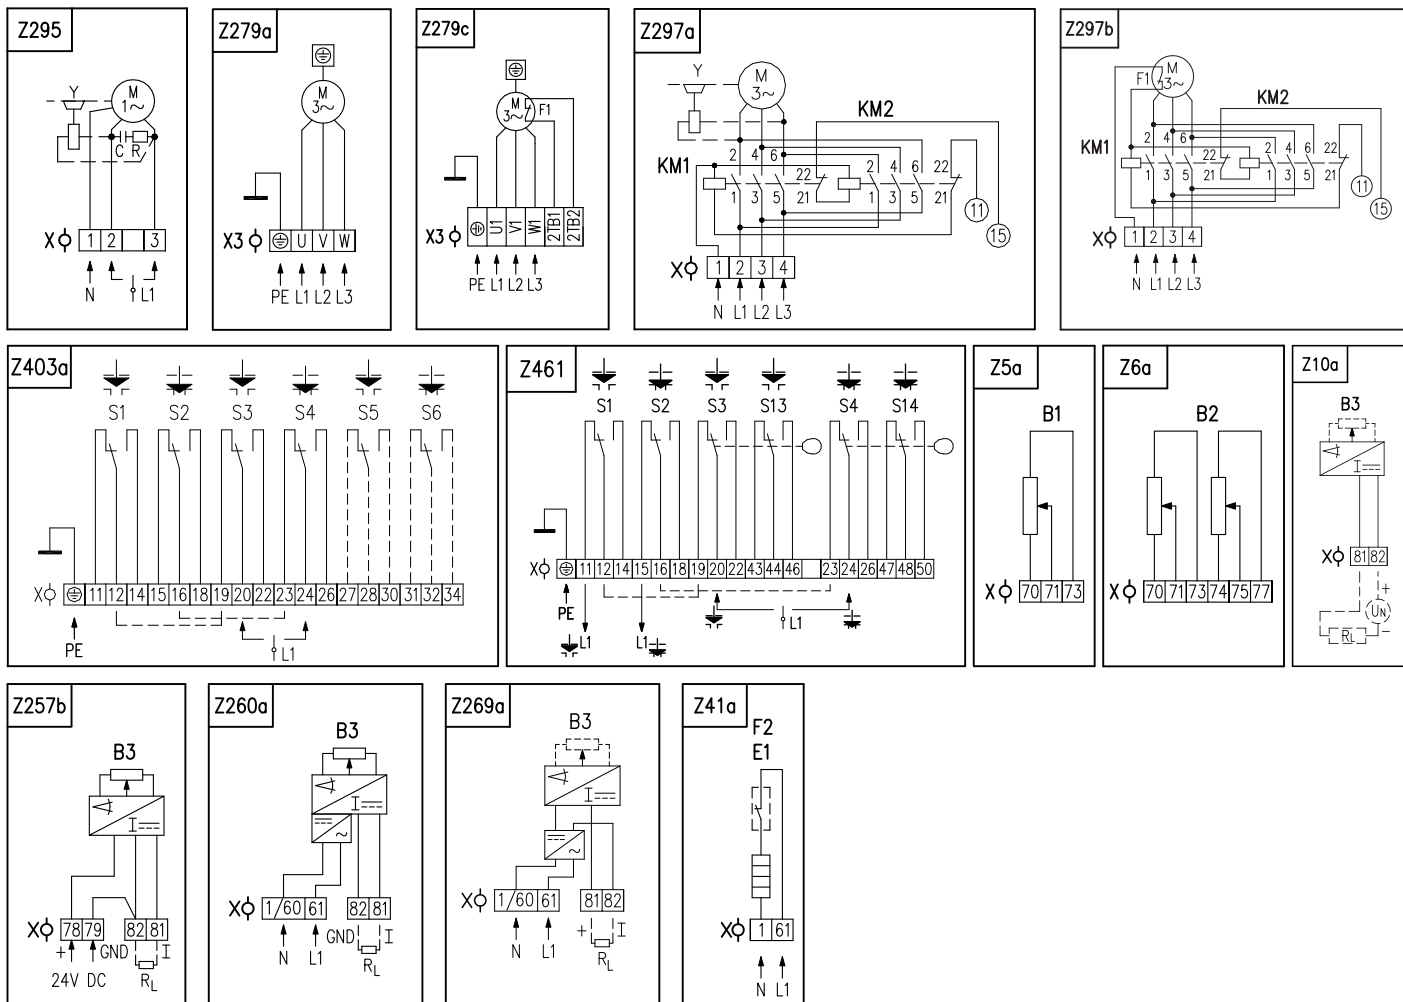 Z295
Y
M
1~
C R
X 1 2 3
N L1
Z279a
M
3~
X3 U V W
PE L1 L2 L3
Z279c
M
3~
F1
X3 U1 V1 W1 2TB1 2TB2
PE L1 L2 L3
Z297a
Y
M
3~
KM2
KM1
2 4 6 22 2 4 6 22
1 3 5 21 1 3 5 21
11
15
X 1 2 3 4
N L1 L2 L3
Z297b
M
F1 3~
KM2
KM1
2 4 6 22 2 4 6 22
1 3 5 21 1 3 5 21
11
15
X 1 2 3 4
N L1 L2 L3
Z403a
S1 S2 S3 S4 S5 S6
X 11 12 14 15 16 18 19 20 22 23 24 26 27 28 30 31 32 34
PE L1
Z461
S1 S2 S3 S13 S4 S14
X 11 12 14 15 16 18 19 20 22 43 44 46 23 24 26 47 48 50
PE
L1 L1 L1
Z5a
B1
X 70 71 73
Z6a
B2
X 70 71 73 74 75 77
Z10a
B3
I
X 81 82
+
UN
RL –
Z257b
B3
I
X 78 79 82 81
+ GND I
24V DC RL
Z260a
B3
I
~
X 1/60 61 82 81
N L1 GND RL I
Z269a
B3
I
~
X 1/60 61 81 82
N L1 + RL I
Z41a
F2
E1
X 1 61
N L1